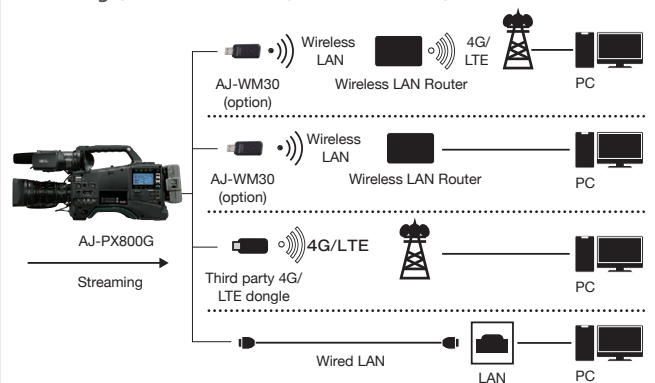 Wireless
LAN
4G/
LTE
AJ-WM30
(option)
Wireless LAN Router
PC
Wireless
LAN
AJ-WM30
(option)
Wireless LAN Router
PC
AJ-PX800G
Streaming
4G/LTE
Third party 4G/
LTE dongle
PC
Wired LAN
LAN
PC